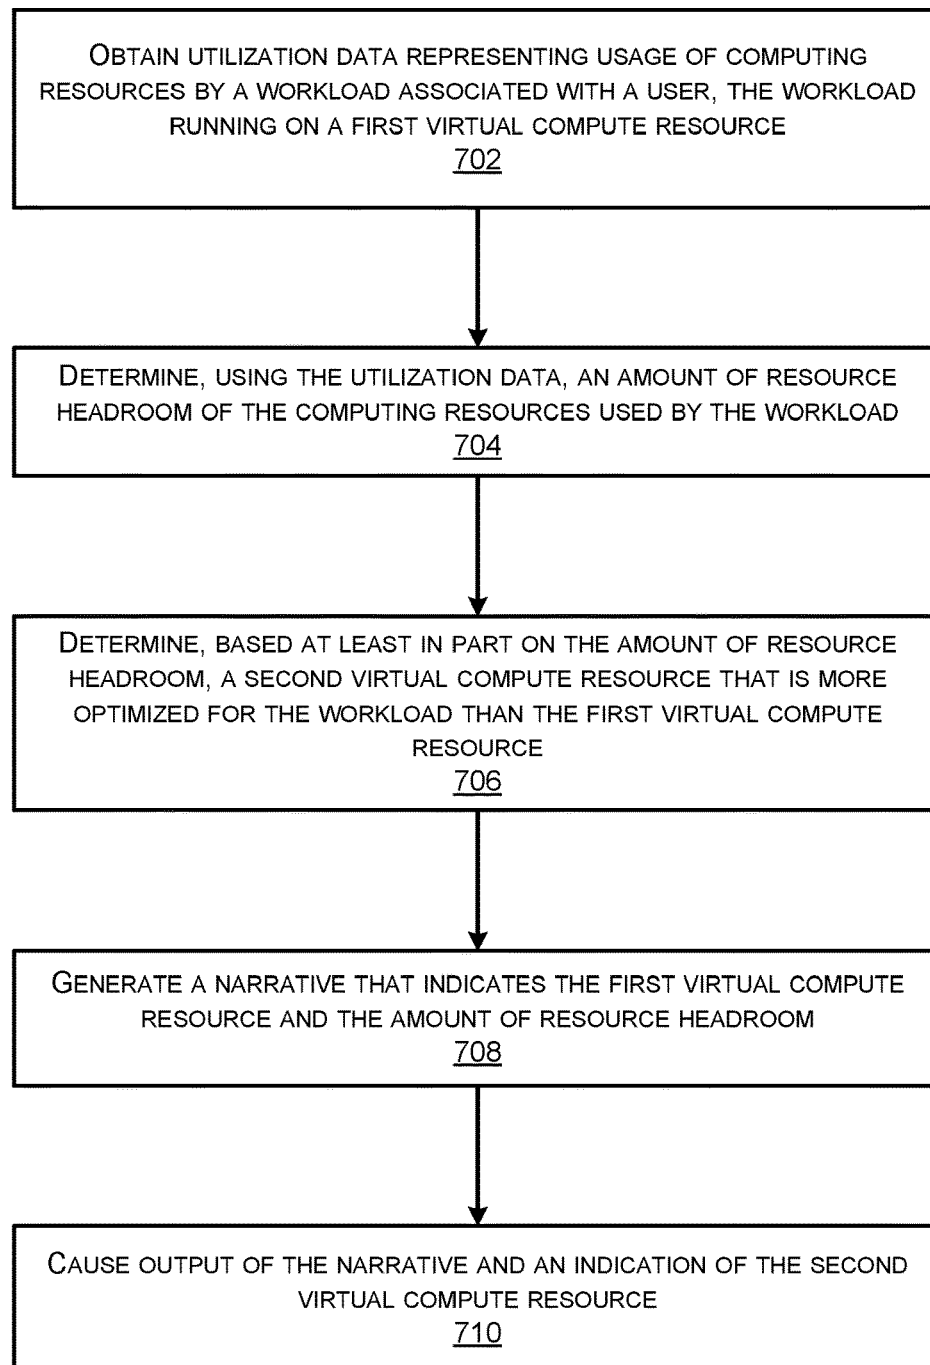 OBTAIN UTILIZATION DATA REPRESENTING USAGE OF COMPUTING
RESOURCES BY A WORKLOAD ASSOCIATED WITH A USER, THE WORKLOAD
RUNNING ON A FIRST VIRTUAL COMPUTE RESOURCE
702
DETERMINE, USING THE UTILIZATION DATA, AN AMOUNT OF RESOURCE
HEADROOM OF THE COMPUTING RESOURCES USED BY THE WORKLOAD
704
DETERMINE, BASED AT LEAST IN PART ON THE AMOUNT OF RESOURCE
HEADROOM, A SECOND VIRTUAL COMPUTE RESOURCE THAT IS MORE
OPTIMIZED FOR THE WORKLOAD THAN THE FIRST VIRTUAL COMPUTE
RESOURCE
706
GENERATE A NARRATIVE THAT INDICATES THE FIRST VIRTUAL COMPUTE
RESOURCE AND THE AMOUNT OF RESOURCE HEADROOM
708
CAUSE OUTPUT OF THE NARRATIVE AND AN INDICATION OF THE SECOND
VIRTUAL COMPUTE RESOURCE
710